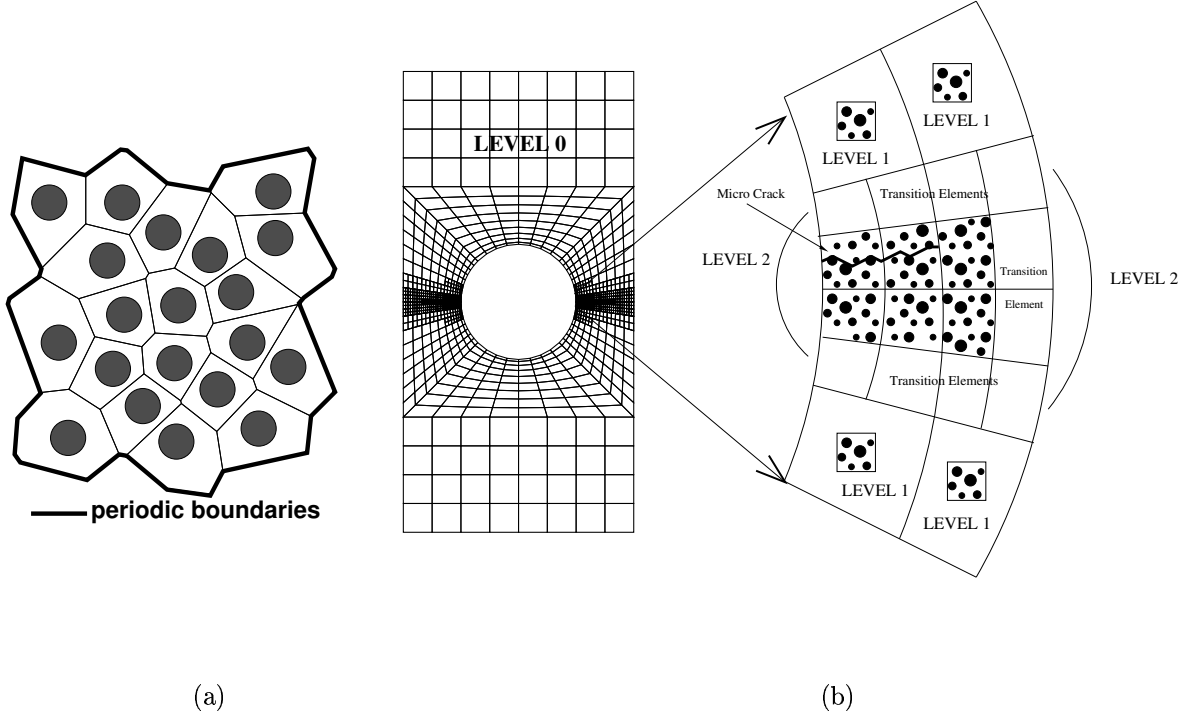 periodic boundaries
(a)
LEVEL 0
LEVEL 1
LEVEL 1
Micro Crack
Transition Elements
LEVEL 2
Transition
Element
LEVEL 2
Transition Elements
LEVEL 1
LEVEL 1
(b)